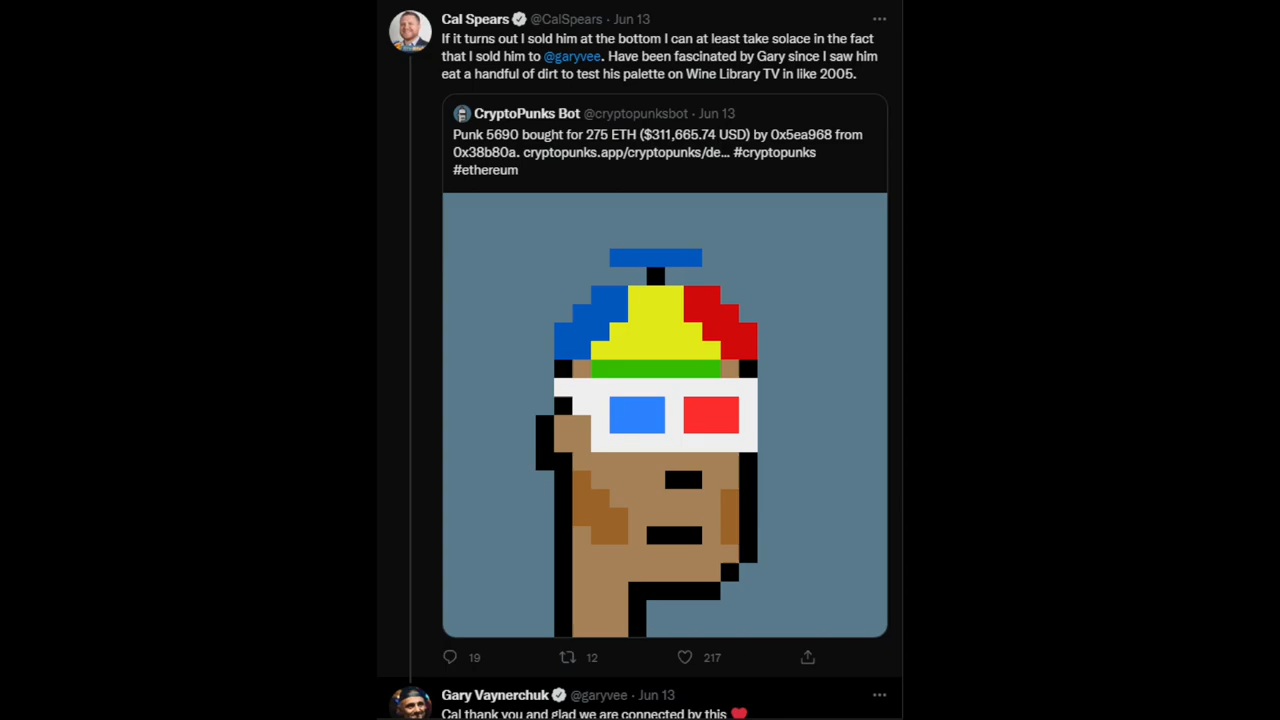 Cal Spears @CalSpears · Jun 13
If it turns out I sold him at the bottom I can at least take solace in the fact
that I sold him to @garyvee. Have been fascinated by Gary since I saw him
eat a handful of dirt to test his palette on Wine Library TV in like 2005.
CryptoPunks Bot @cryptopunksbot · Jun 13
Punk 5690 bought for 275 ETH ($311,665.74 USD) by 0x5ea968 from
0x38b80a. cryptopunks.app/cryptopunks/de... #cryptopunks
#ethereum
19 12 217
Gary Vaynerchuk @garyvee · Jun 13
Cal thank you and glad we are connected by this ❤️